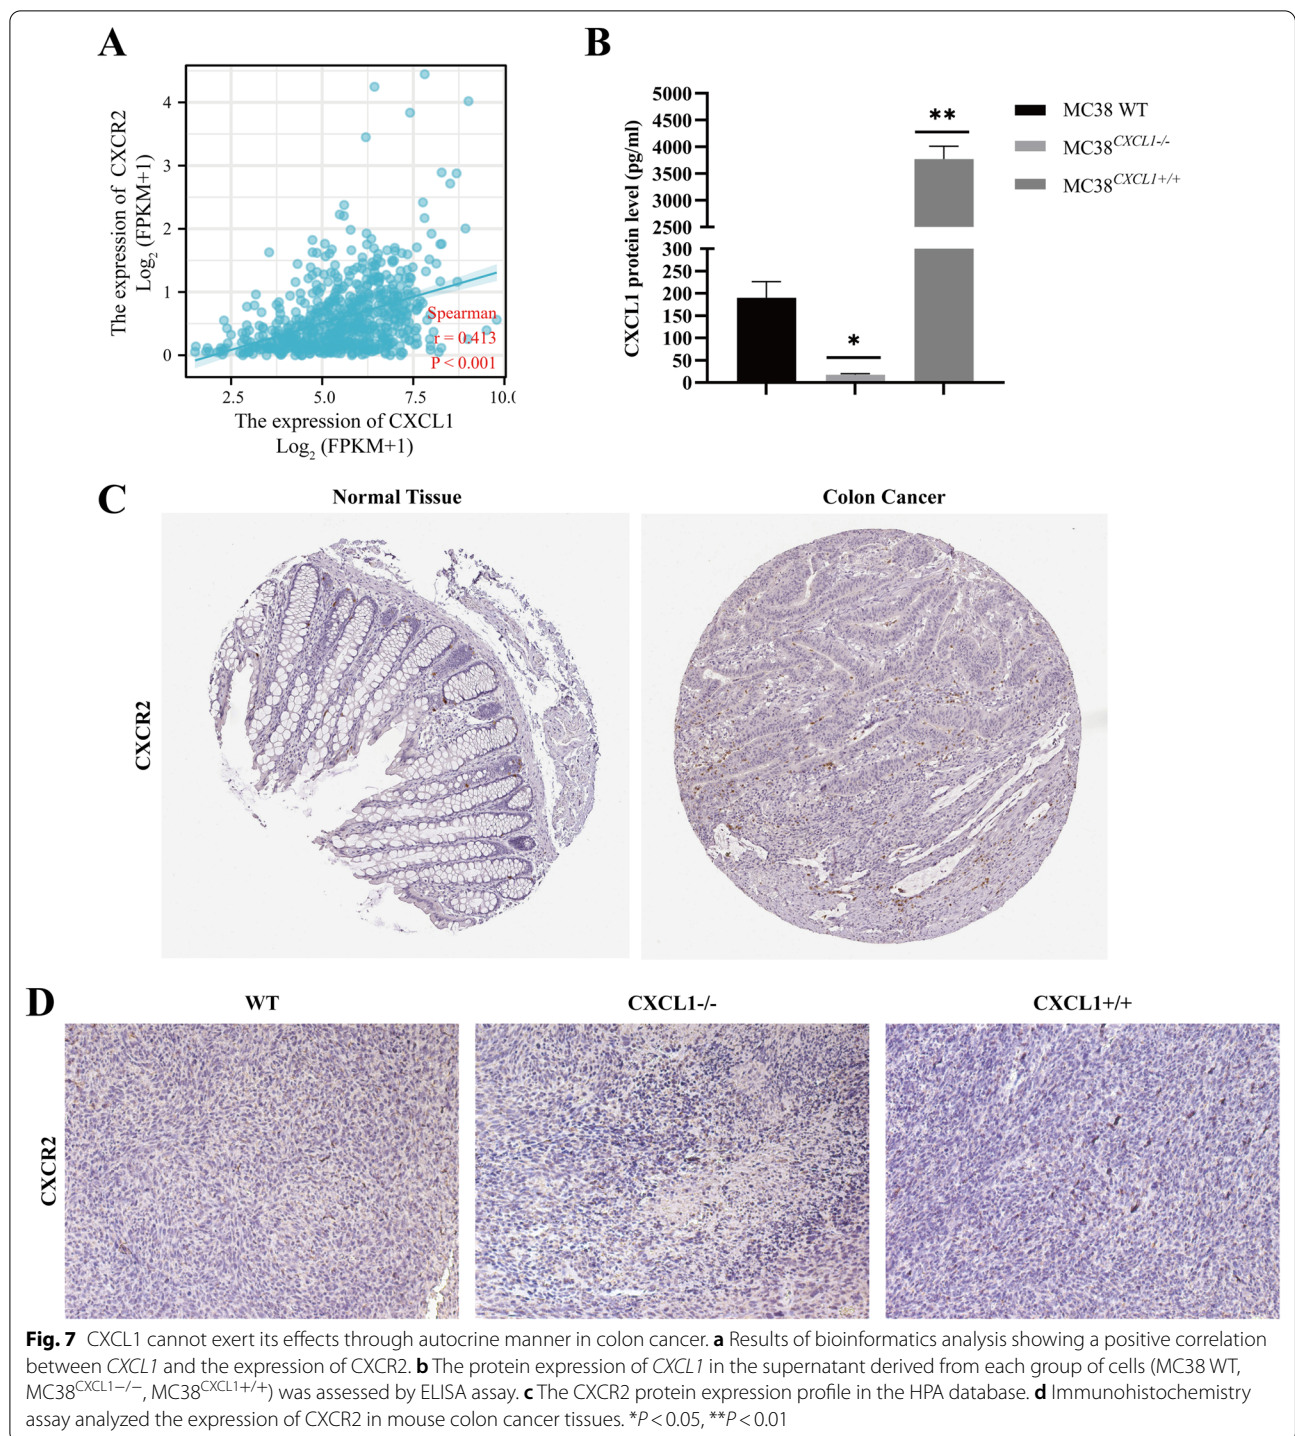 A
The expression of CXCR2
Log2 (FPKM+1)
4
3
2
1
0
Spearman
r = 0.413
P < 0.001
2.5
5.0
7.5
10.0
The expression of CXCL1
Log2 (FPKM+1)
B
CXCL1 protein level (pg/ml)
5000
4500
4000
3500
3000
2500
300
250
200
150
100
50
0
*
**
MC38 WT
MC38CXCL1-/-
MC38CXCL1+/+
C
Normal Tissue
Colon Cancer
CXCR2
D
WT
CXCL1-/-
CXCL1+/+
CXCR2
Fig. 7 CXCL1 cannot exert its effects through autocrine manner in colon cancer. a Results of bioinformatics analysis showing a positive correlation
between CXCL1 and the expression of CXCR2. b The protein expression of CXCL1 in the supernatant derived from each group of cells (MC38 WT,
MC38CXCL1−/−, MC38CXCL1+/+) was assessed by ELISA assay. c The CXCR2 protein expression profile in the HPA database. d Immunohistochemistry
assay analyzed the expression of CXCR2 in mouse colon cancer tissues. *P < 0.05, **P < 0.01